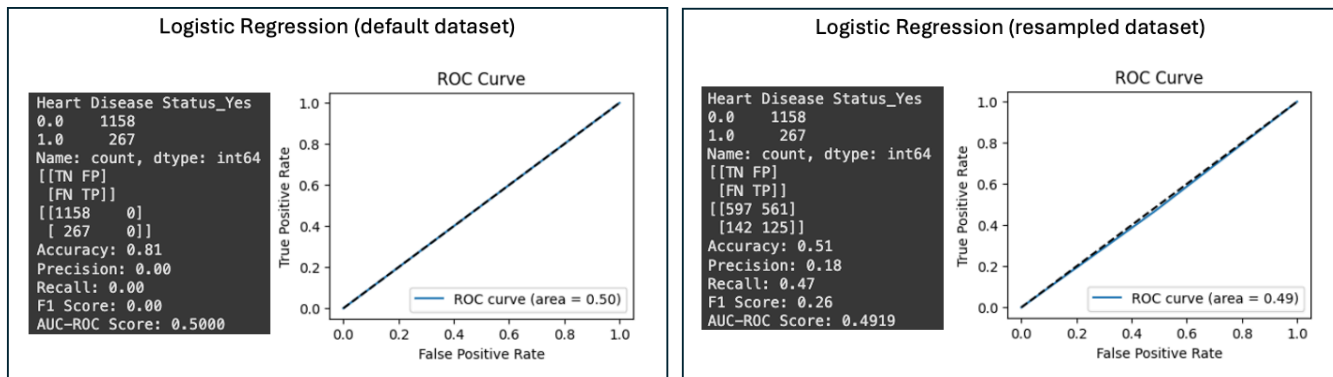 Logistic Regression (default dataset)
Heart Disease Status_Yes
0.0    1158
1.0     267
Name: count, dtype: int64
[[TN FP]
 [FN TP]]
[[1158    0]
 [ 267    0]]
Accuracy: 0.81
Precision: 0.00
Recall: 0.00
F1 Score: 0.00
AUC-ROC Score: 0.5000
ROC Curve
True Positive Rate
1.0
0.8
0.6
0.4
0.2
0.0
ROC curve (area = 0.50)
0.0 0.2 0.4 0.6 0.8 1.0
False Positive Rate
Logistic Regression (resampled dataset)
Heart Disease Status_Yes
0.0    1158
1.0     267
Name: count, dtype: int64
[[TN FP]
 [FN TP]]
[[597 561]
 [142 125]]
Accuracy: 0.51
Precision: 0.18
Recall: 0.47
F1 Score: 0.26
AUC-ROC Score: 0.4919
ROC Curve
True Positive Rate
1.0
0.8
0.6
0.4
0.2
0.0
ROC curve (area = 0.49)
0.0 0.2 0.4 0.6 0.8 1.0
False Positive Rate